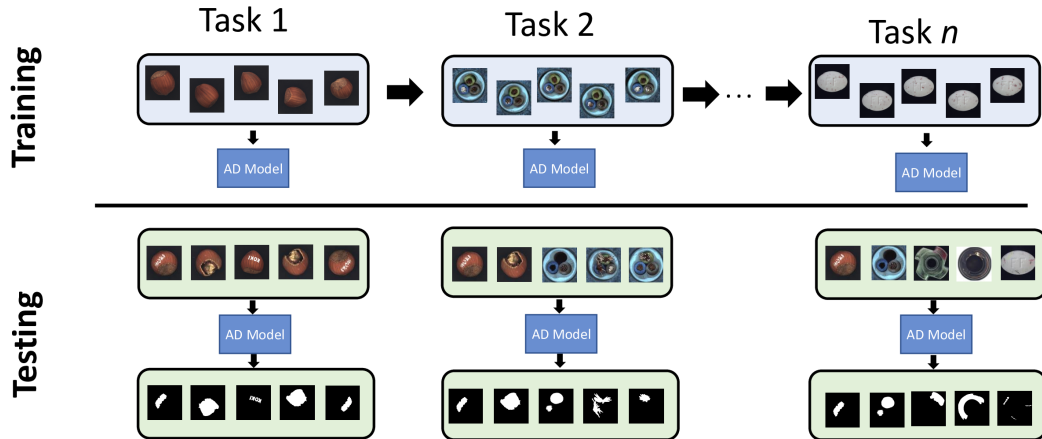 Task 1
Task 2
Task n
Training
. . .
AD Model
AD Model
AD Model
Testing
AD Model
AD Model
AD Model